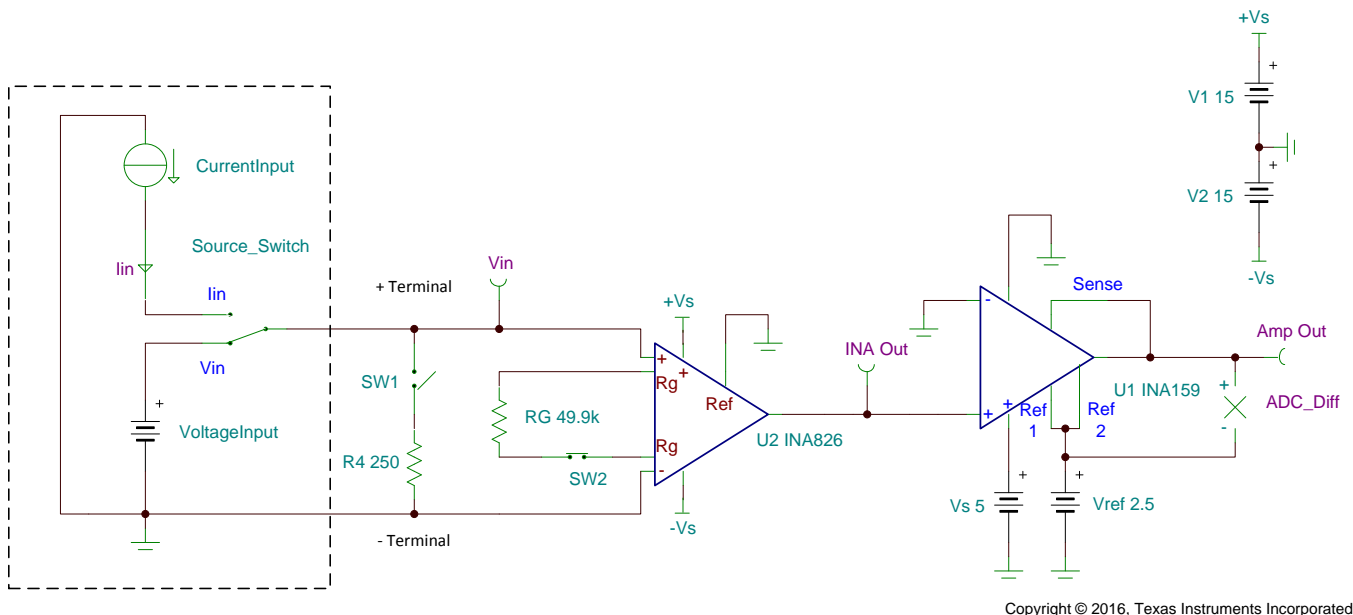 +Vs
+
V1 15
+
V2 15
-Vs
CurrentInput
Source_Switch
Iin
Iin
Vin
+
VoltageInput
+ Terminal
Vin
SW1
R4 250
- Terminal
+Vs
+
+
Rg
Ref
RG 49.9k
Rg
-
SW2
-Vs
U2 INA826
INA Out
-
Sense
+
+
Ref
1
Ref
2
U1 INA159
Amp Out
+
ADC_Diff
-
+
Vs 5
+
Vref 2.5
Copyright © 2016, Texas Instruments Incorporated